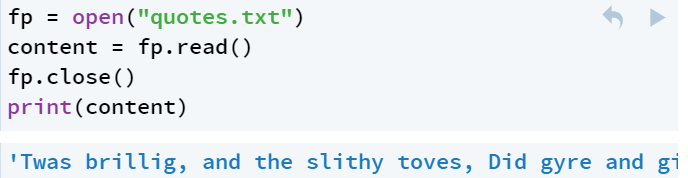 fp = open("quotes.txt")
content = fp.read()
fp.close()
print(content)
'Twas brillig, and the slithy toves, Did gyre and gi